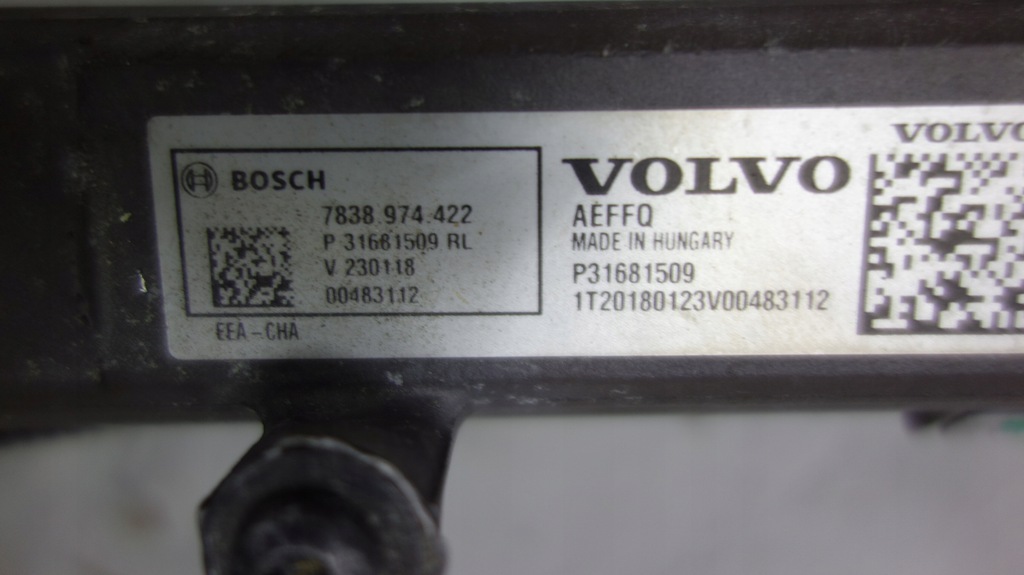 BOSCH
7838 974 422
P 31681509 RL
V 230118
00483112
EEA-CHA
VOLVO
AEFFQ
MADE IN HUNGARY
P31681509
1T20180123V00483112
VOLVO